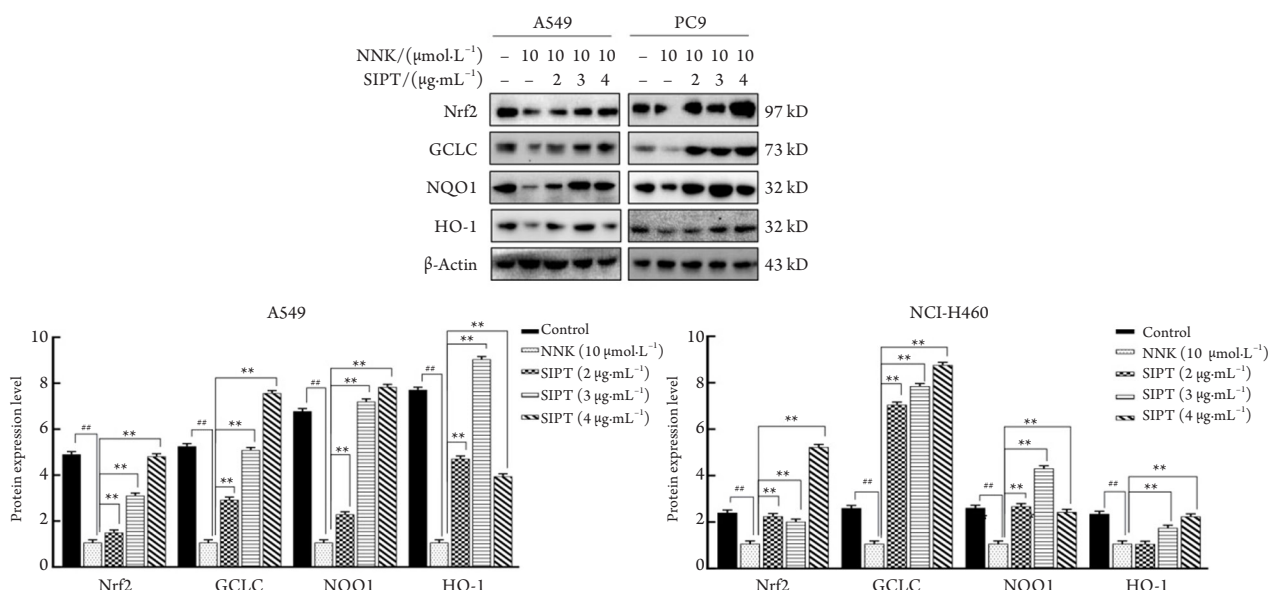 A549 PC9
NNK/(μmol·L⁻¹) – 10 10 10 10 – 10 10 10 10
SIPT/(μg·mL⁻¹) – – 2 3 4 – – 2 3 4
Nrf2 97 kD
GCLC 73 kD
NQO1 32 kD
HO-1 32 kD
β-Actin 43 kD
A549
Protein expression level
10
8
6
4
2
0
## ** ** **
## ** ** **
## ** ** **
## ** ** **
Nrf2 GCLC NOO1 HO-1
Control
NNK (10 μmol·L⁻¹)
SIPT (2 μg·mL⁻¹)
SIPT (3 μg·mL⁻¹)
SIPT (4 μg·mL⁻¹)
NCI-H460
Protein expression level
10
8
6
4
2
0
## ** ** **
## ** ** **
## ** ** **
## ** **
Nrf2 GCLC NOO1 HO-1
Control
NNK (10 μmol·L⁻¹)
SIPT (2 μg·mL⁻¹)
SIPT (3 μg·mL⁻¹)
SIPT (4 μg·mL⁻¹)